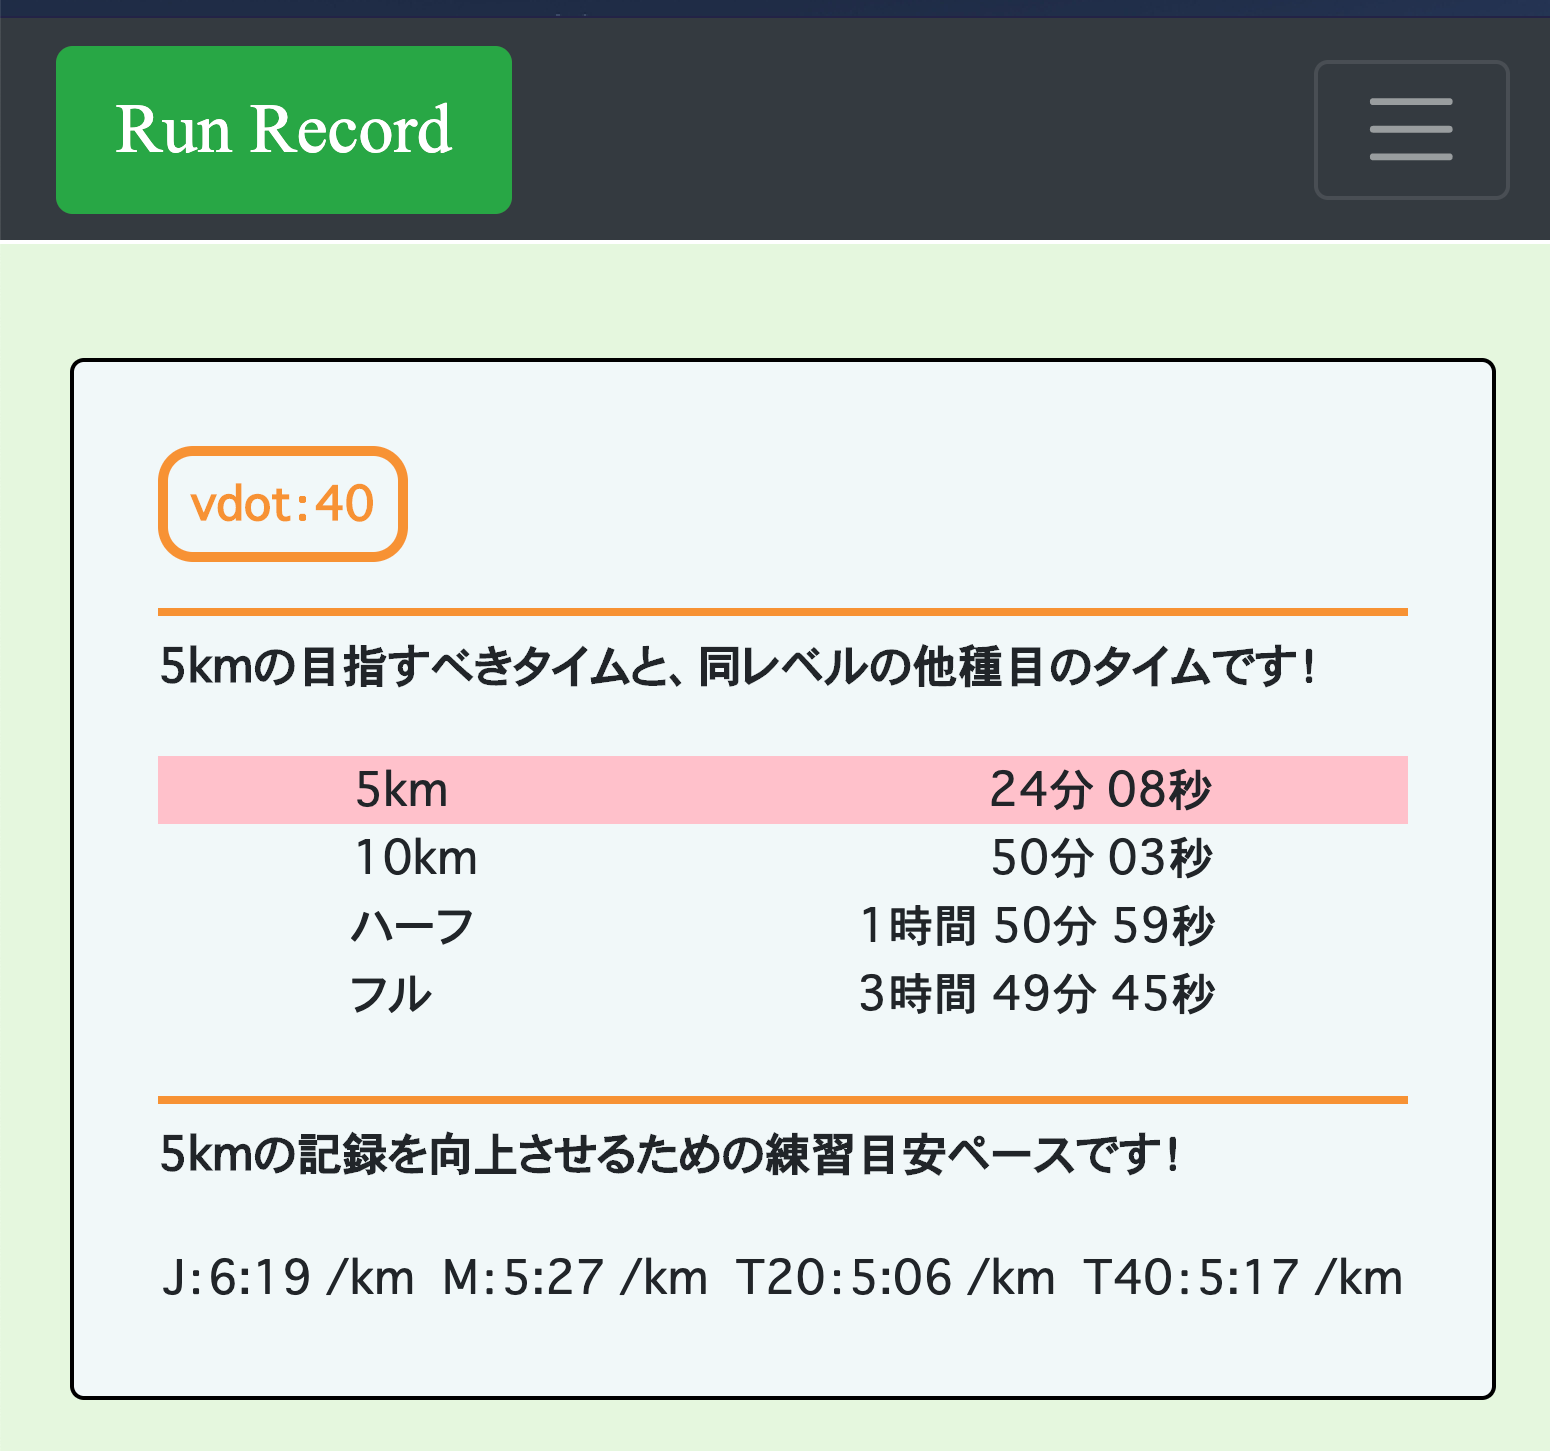 Run Record
vdot:40
5kmの目指すべきタイムと、同レベルの他種目のタイムです!
5km 24分 08秒
10km 50分 03秒
ハーフ 1時間 50分 59秒
フル 3時間 49分 45秒
5kmの記録を向上させるための練習目安ペースです!
J:6:19 /km M:5:27 /km T20:5:06 /km T40:5:17 /km